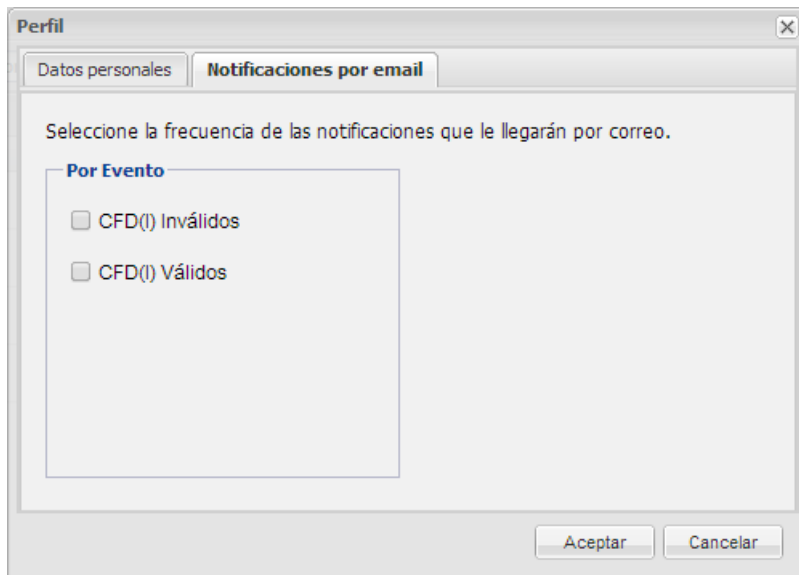 Perfil
Datos personales
Notificaciones por email
Seleccione la frecuencia de las notificaciones que le llegarán por correo.
Por Evento
CFD(I) Inválidos
CFD(I) Válidos
Aceptar
Cancelar